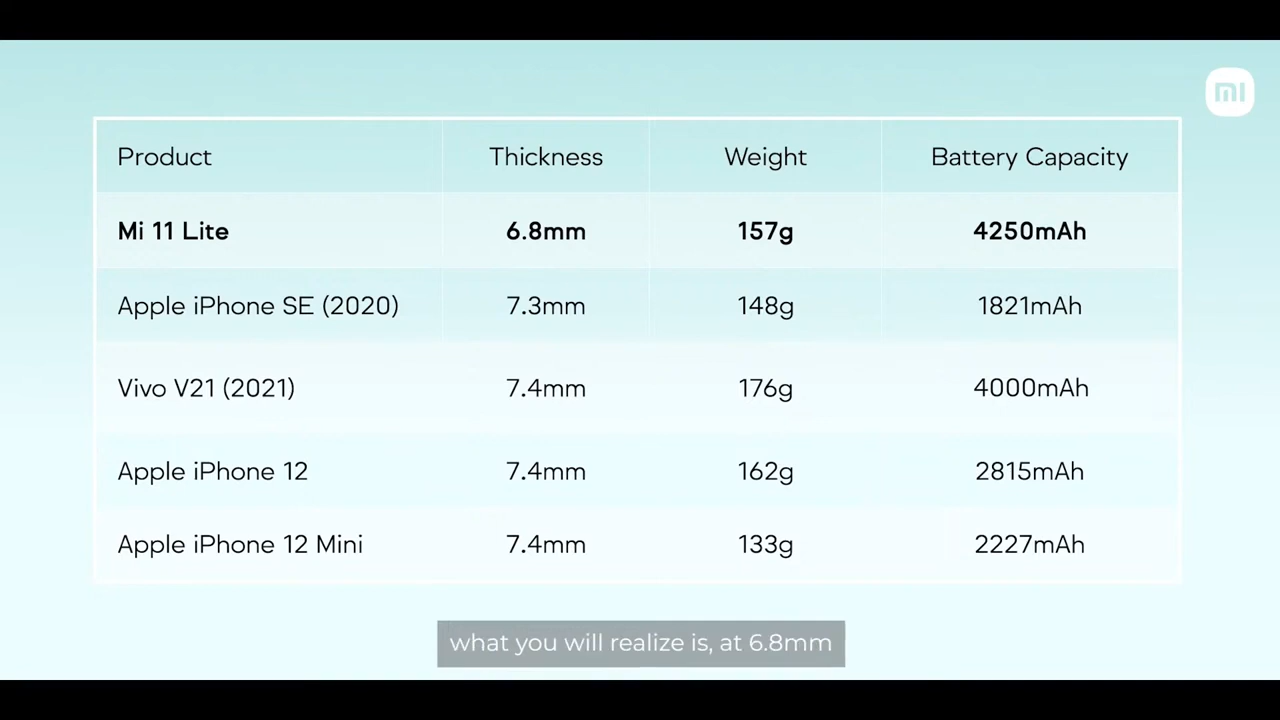 mi
Product Thickness Weight Battery Capacity
Mi 11 Lite 6.8mm 157g 4250mAh
Apple iPhone SE (2020) 7.3mm 148g 1821mAh
Vivo V21 (2021) 7.4mm 176g 4000mAh
Apple iPhone 12 7.4mm 162g 2815mAh
Apple iPhone 12 Mini 7.4mm 133g 2227mAh
what you will realize is, at 6.8mm